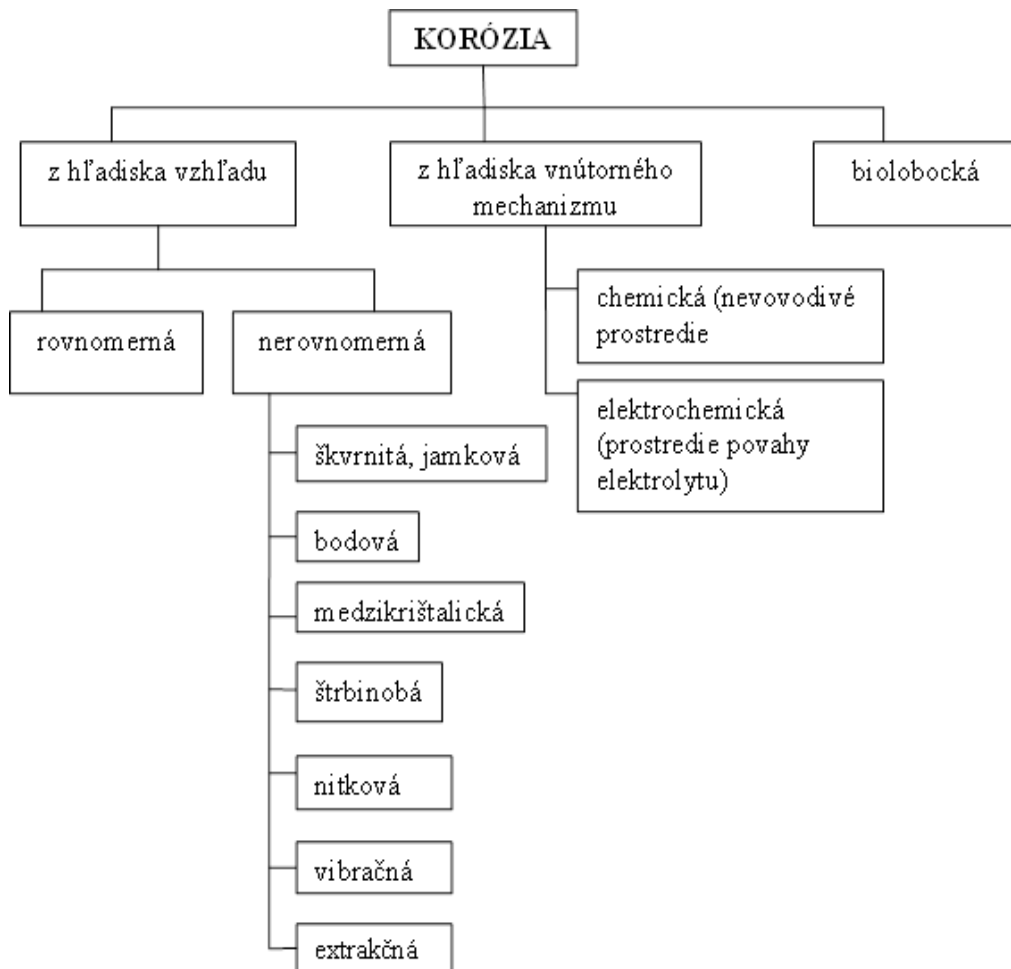 KORÓZIA
z hľadiska vzhľadu
z hľadiska vnútorného
mechanizmu
biolobocká
rovnomerná
nerovnomerná
chemická (nevovodivé
prostredie
elektrochemická
(prostredie povahy
elektrolytu)
škvrnitá, jamková
bodová
medzikrištalická
štrbinobá
nitková
vibračná
extrakčná